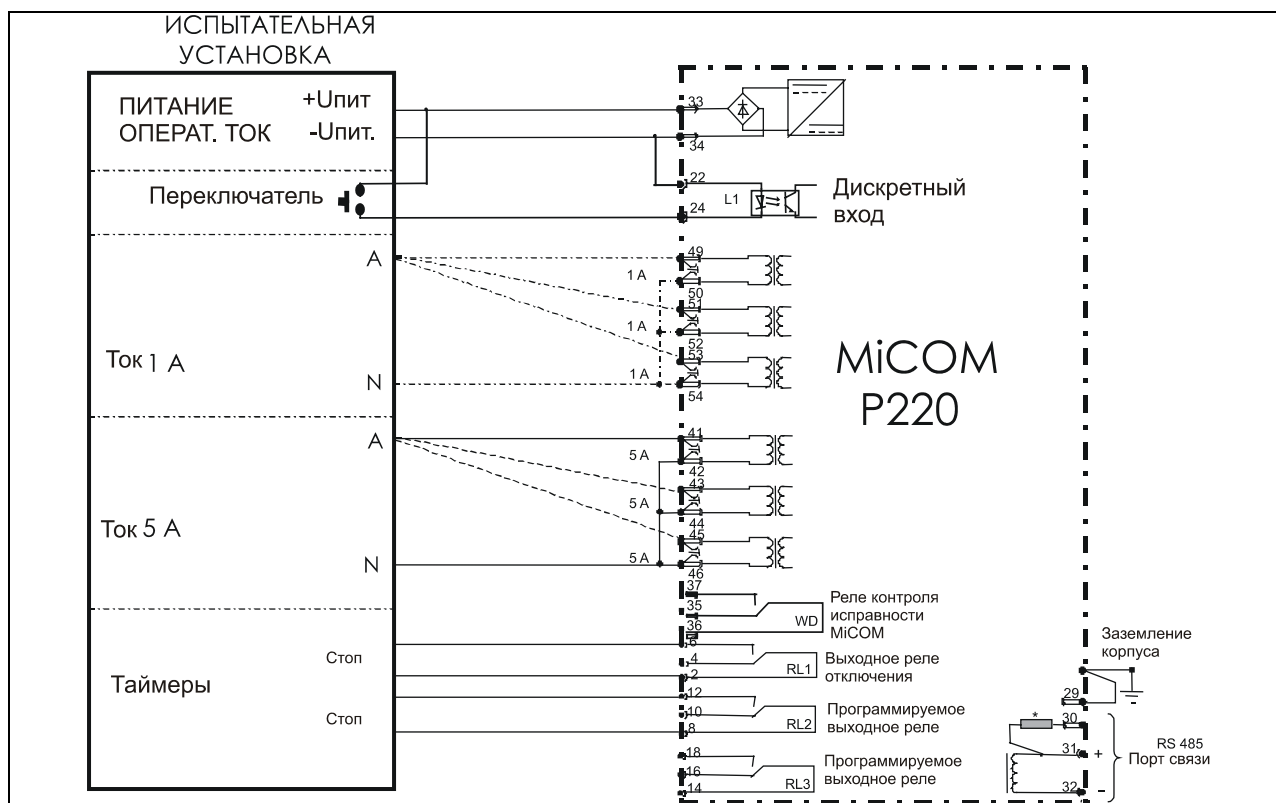 ИСПЫТАТЕЛЬНАЯ
УСТАНОВКА
ПИТАНИЕ
ОПЕРАТ. ТОК
+Uпит
-Uпит.
Переключатель
A
Ток 1 А
N
A
Ток 5 А
N
Стоп
Таймеры
Стоп
33
34
22
L1
24
Дискретный
вход
49
1 A
50
51
1 A
52
53
1 A
54
MiCOM
P220
41
5 A
42
43
5 A
44
45
5 A
46
37
35
36
WD
Реле контроля
исправности
MiCOM
6
4
2
RL1
Выходное реле
отключения
12
10
8
RL2
Программируемое
выходное реле
18
16
14
RL3
Программируемое
выходное реле
Заземление
корпуса
29
*
30
31
+
32
-
RS 485
Порт связи